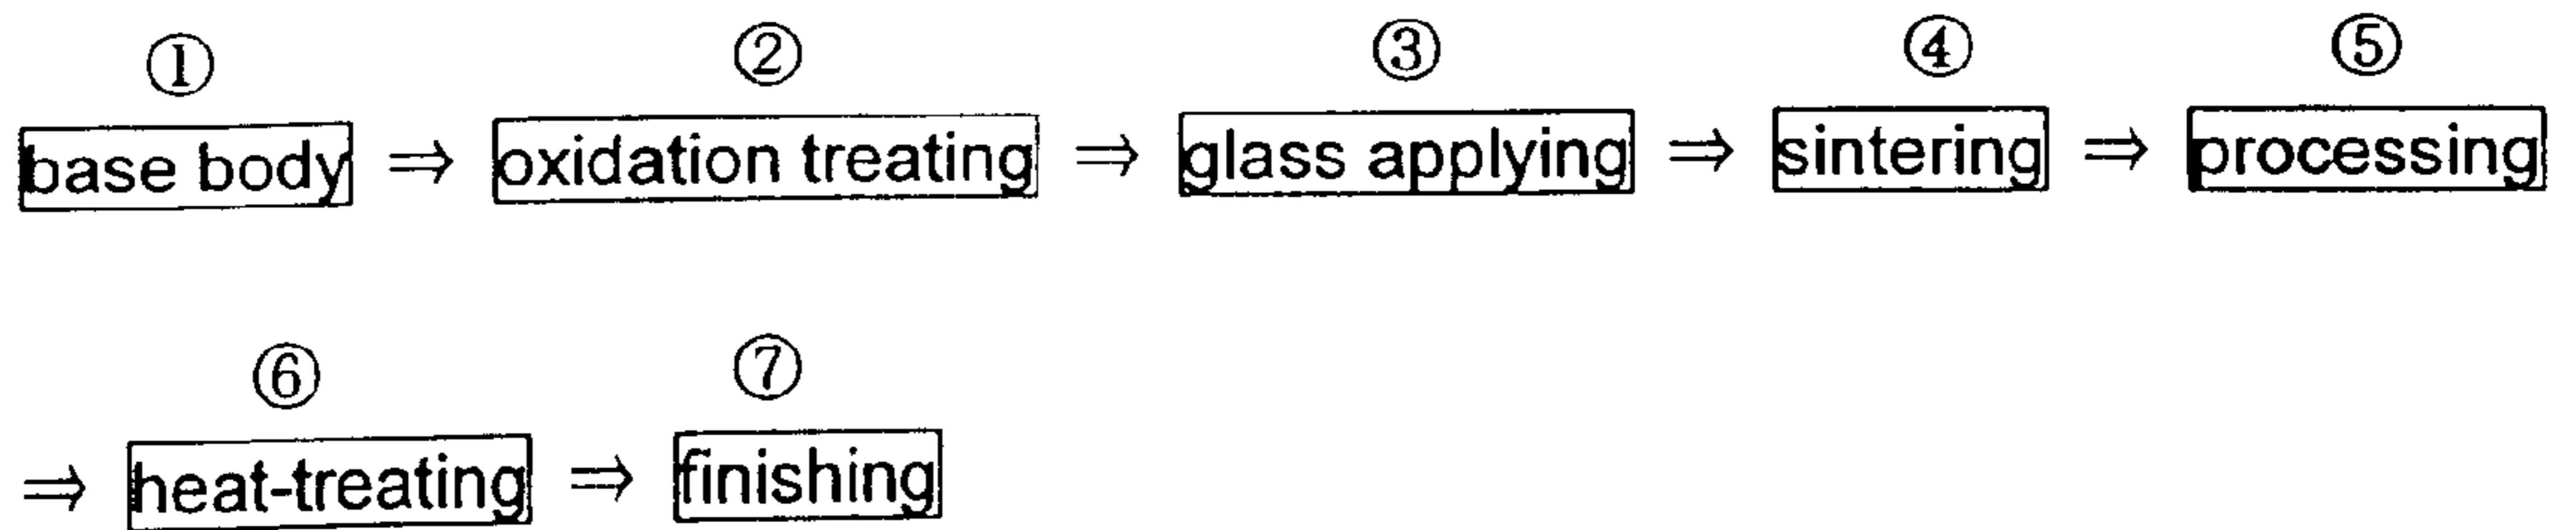 ① ② ③ ④ ⑤
base body ⇒ oxidation treating ⇒ glass applying ⇒ sintering ⇒ processing
⑥ ⑦
⇒ heat-treating ⇒ finishing